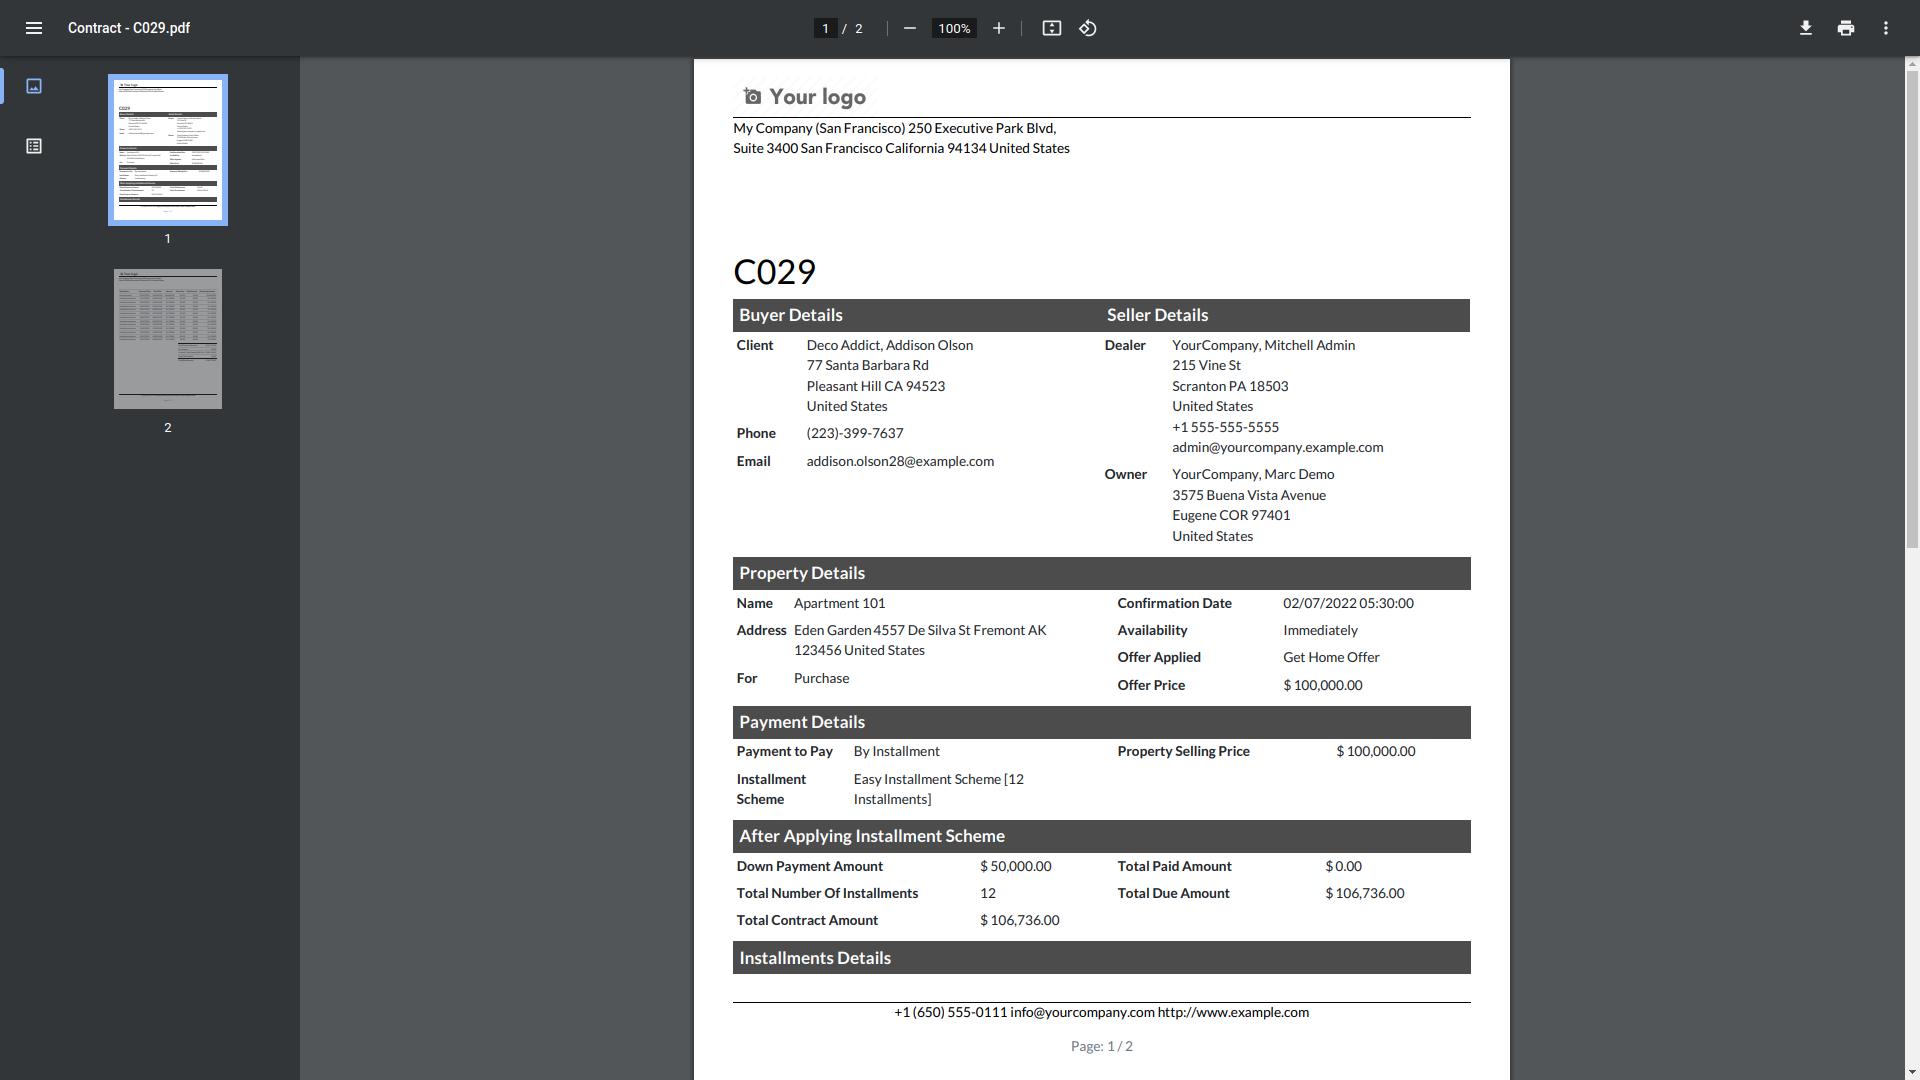 Contract - C029.pdf
1 / 2
100%
1
2
Your logo
My Company (San Francisco) 250 Executive Park Blvd,
Suite 3400 San Francisco California 94134 United States
C029
Buyer Details
Seller Details
Client Deco Addict, Addison Olson
77 Santa Barbara Rd
Pleasant Hill CA 94523
United States
Phone (223)-399-7637
Email addison.olson28@example.com
Dealer YourCompany, Mitchell Admin
215 Vine St
Scranton PA 18503
United States
+1 555-555-5555
admin@yourcompany.example.com
Owner YourCompany, Marc Demo
3575 Buena Vista Avenue
Eugene COR 97401
United States
Property Details
Name Apartment 101
Address Eden Garden 4557 De Silva St Fremont AK
123456 United States
For Purchase
Confirmation Date 02/07/2022 05:30:00
Availability Immediately
Offer Applied Get Home Offer
Offer Price $ 100,000.00
Payment Details
Payment to Pay By Installment
Installment Easy Installment Scheme [12
Scheme Installments]
Property Selling Price $ 100,000.00
After Applying Installment Scheme
Down Payment Amount $ 50,000.00
Total Number Of Installments 12
Total Contract Amount $ 106,736.00
Total Paid Amount $ 0.00
Total Due Amount $ 106,736.00
Installments Details
+1 (650) 555-0111 info@yourcompany.com http://www.example.com
Page: 1 / 2